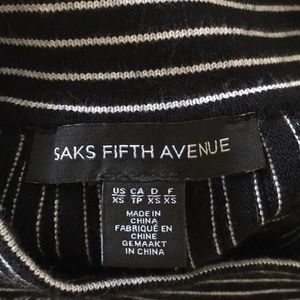 SAKS FIFTH AVENUE
US CA D F
XS TP XS XS
MADE IN
CHINA
FABRIQUÉ EN
CHINE
GEMAAKT
IN CHINA